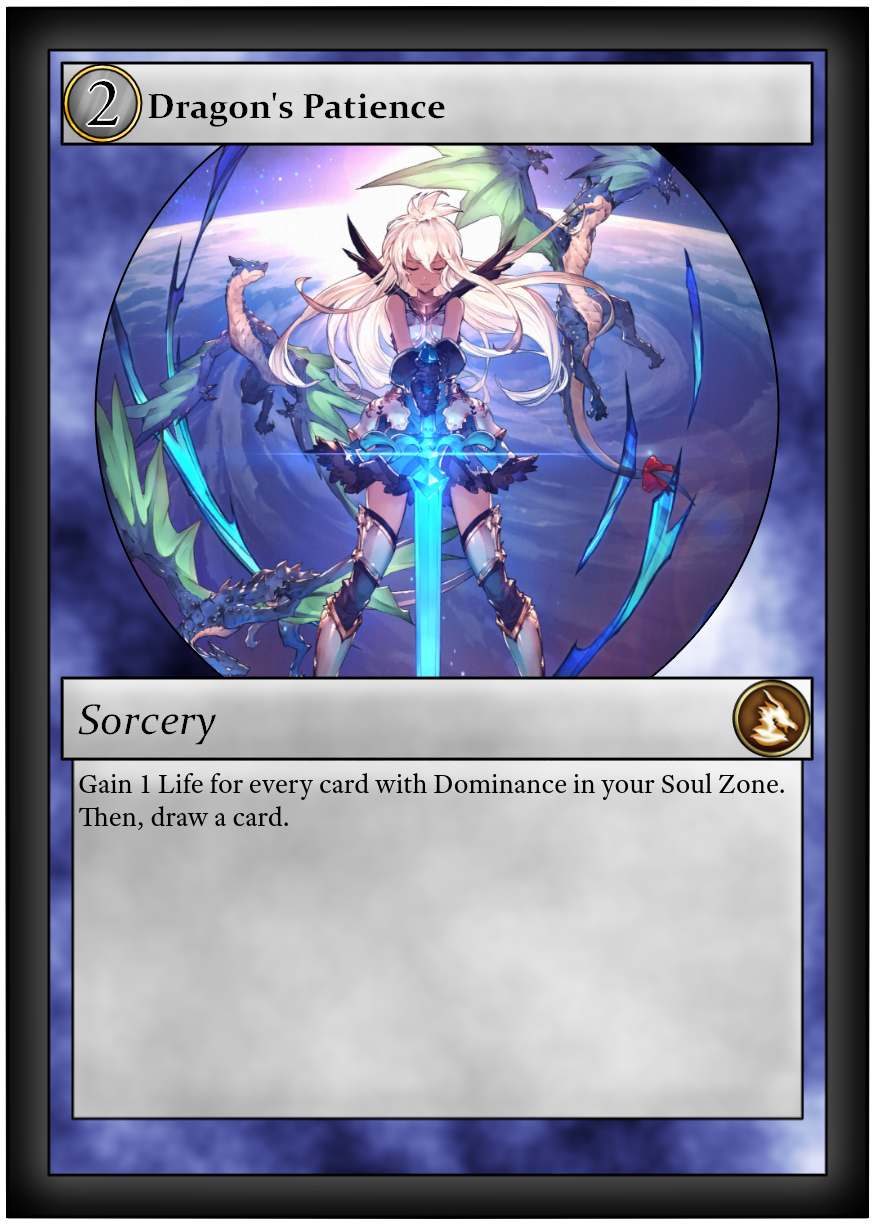 2 Dragon's Patience
Sorcery
Gain 1 Life for every card with Dominance in your Soul Zone.
Then, draw a card.